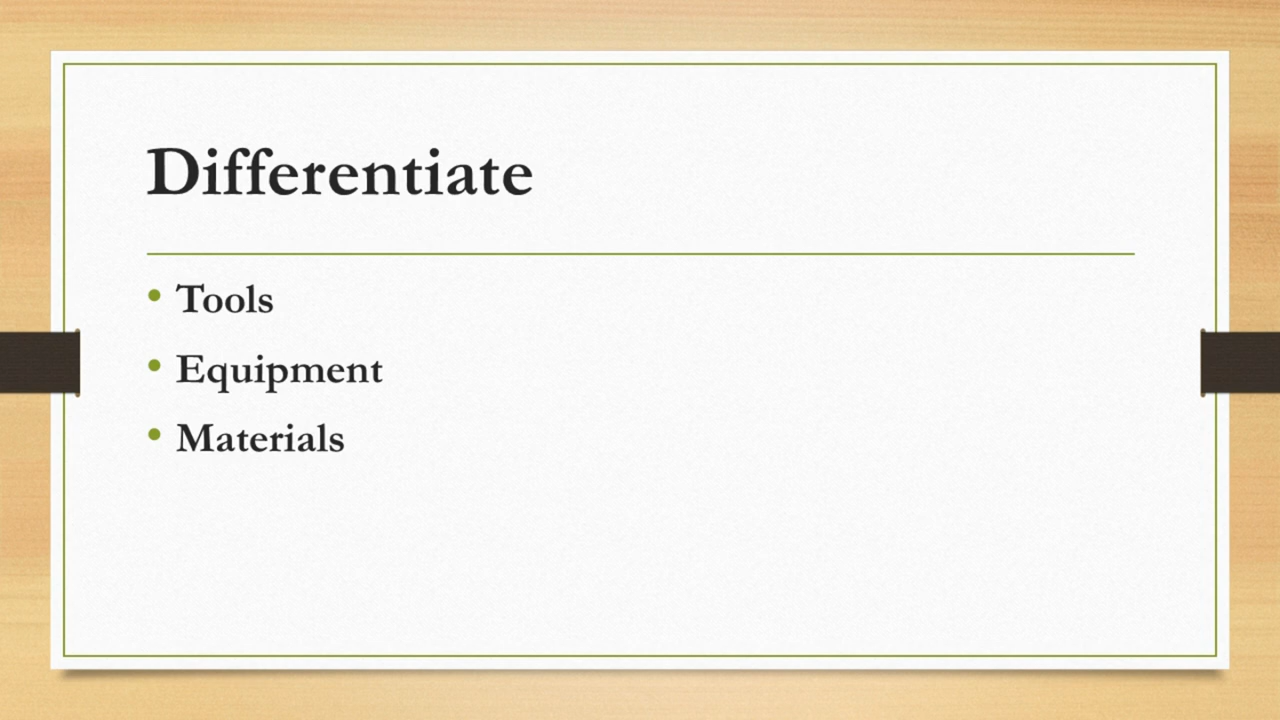 Differentiate
• Tools
• Equipment
• Materials